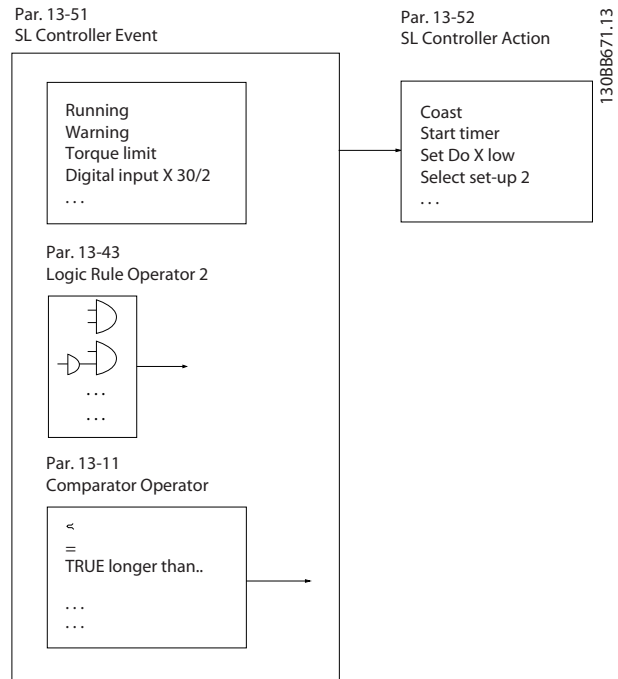 Par. 13-51
SL Controller Event
Par. 13-52
SL Controller Action
130BB671.13
Running
Warning
Torque limit
Digital input X 30/2
. . .
Coast
Start timer
Set Do X low
Select set-up 2
. . .
Par. 13-43
Logic Rule Operator 2
. . .
. . .
Par. 13-11
Comparator Operator
=
TRUE longer than..
. . .
. . .